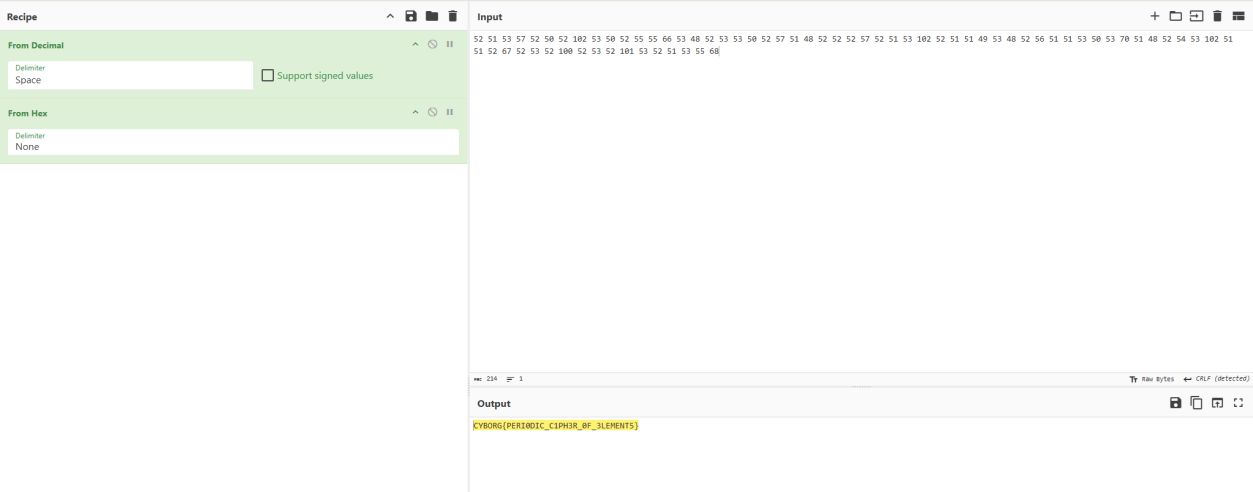 Recipe
From Decimal
Delimiter
Space
Support signed values
From Hex
Delimiter
None
Input
52 51 53 57 52 50 52 102 53 50 52 55 55 66 53 48 52 53 53 50 52 57 51 48 52 52 52 57 52 51 53 102 52 51 51 49 53 48 52 56 51 51 53 50 53 70 51 48 52 54 53 102 51
51 52 67 52 53 52 100 52 53 52 101 53 52 51 53 55 68
ABC 214 1
Tт Raw Bytes CRLF (detected)
Output
CYBORG{PERI0DIC_C1PH3R_0F_3LEMENT5}